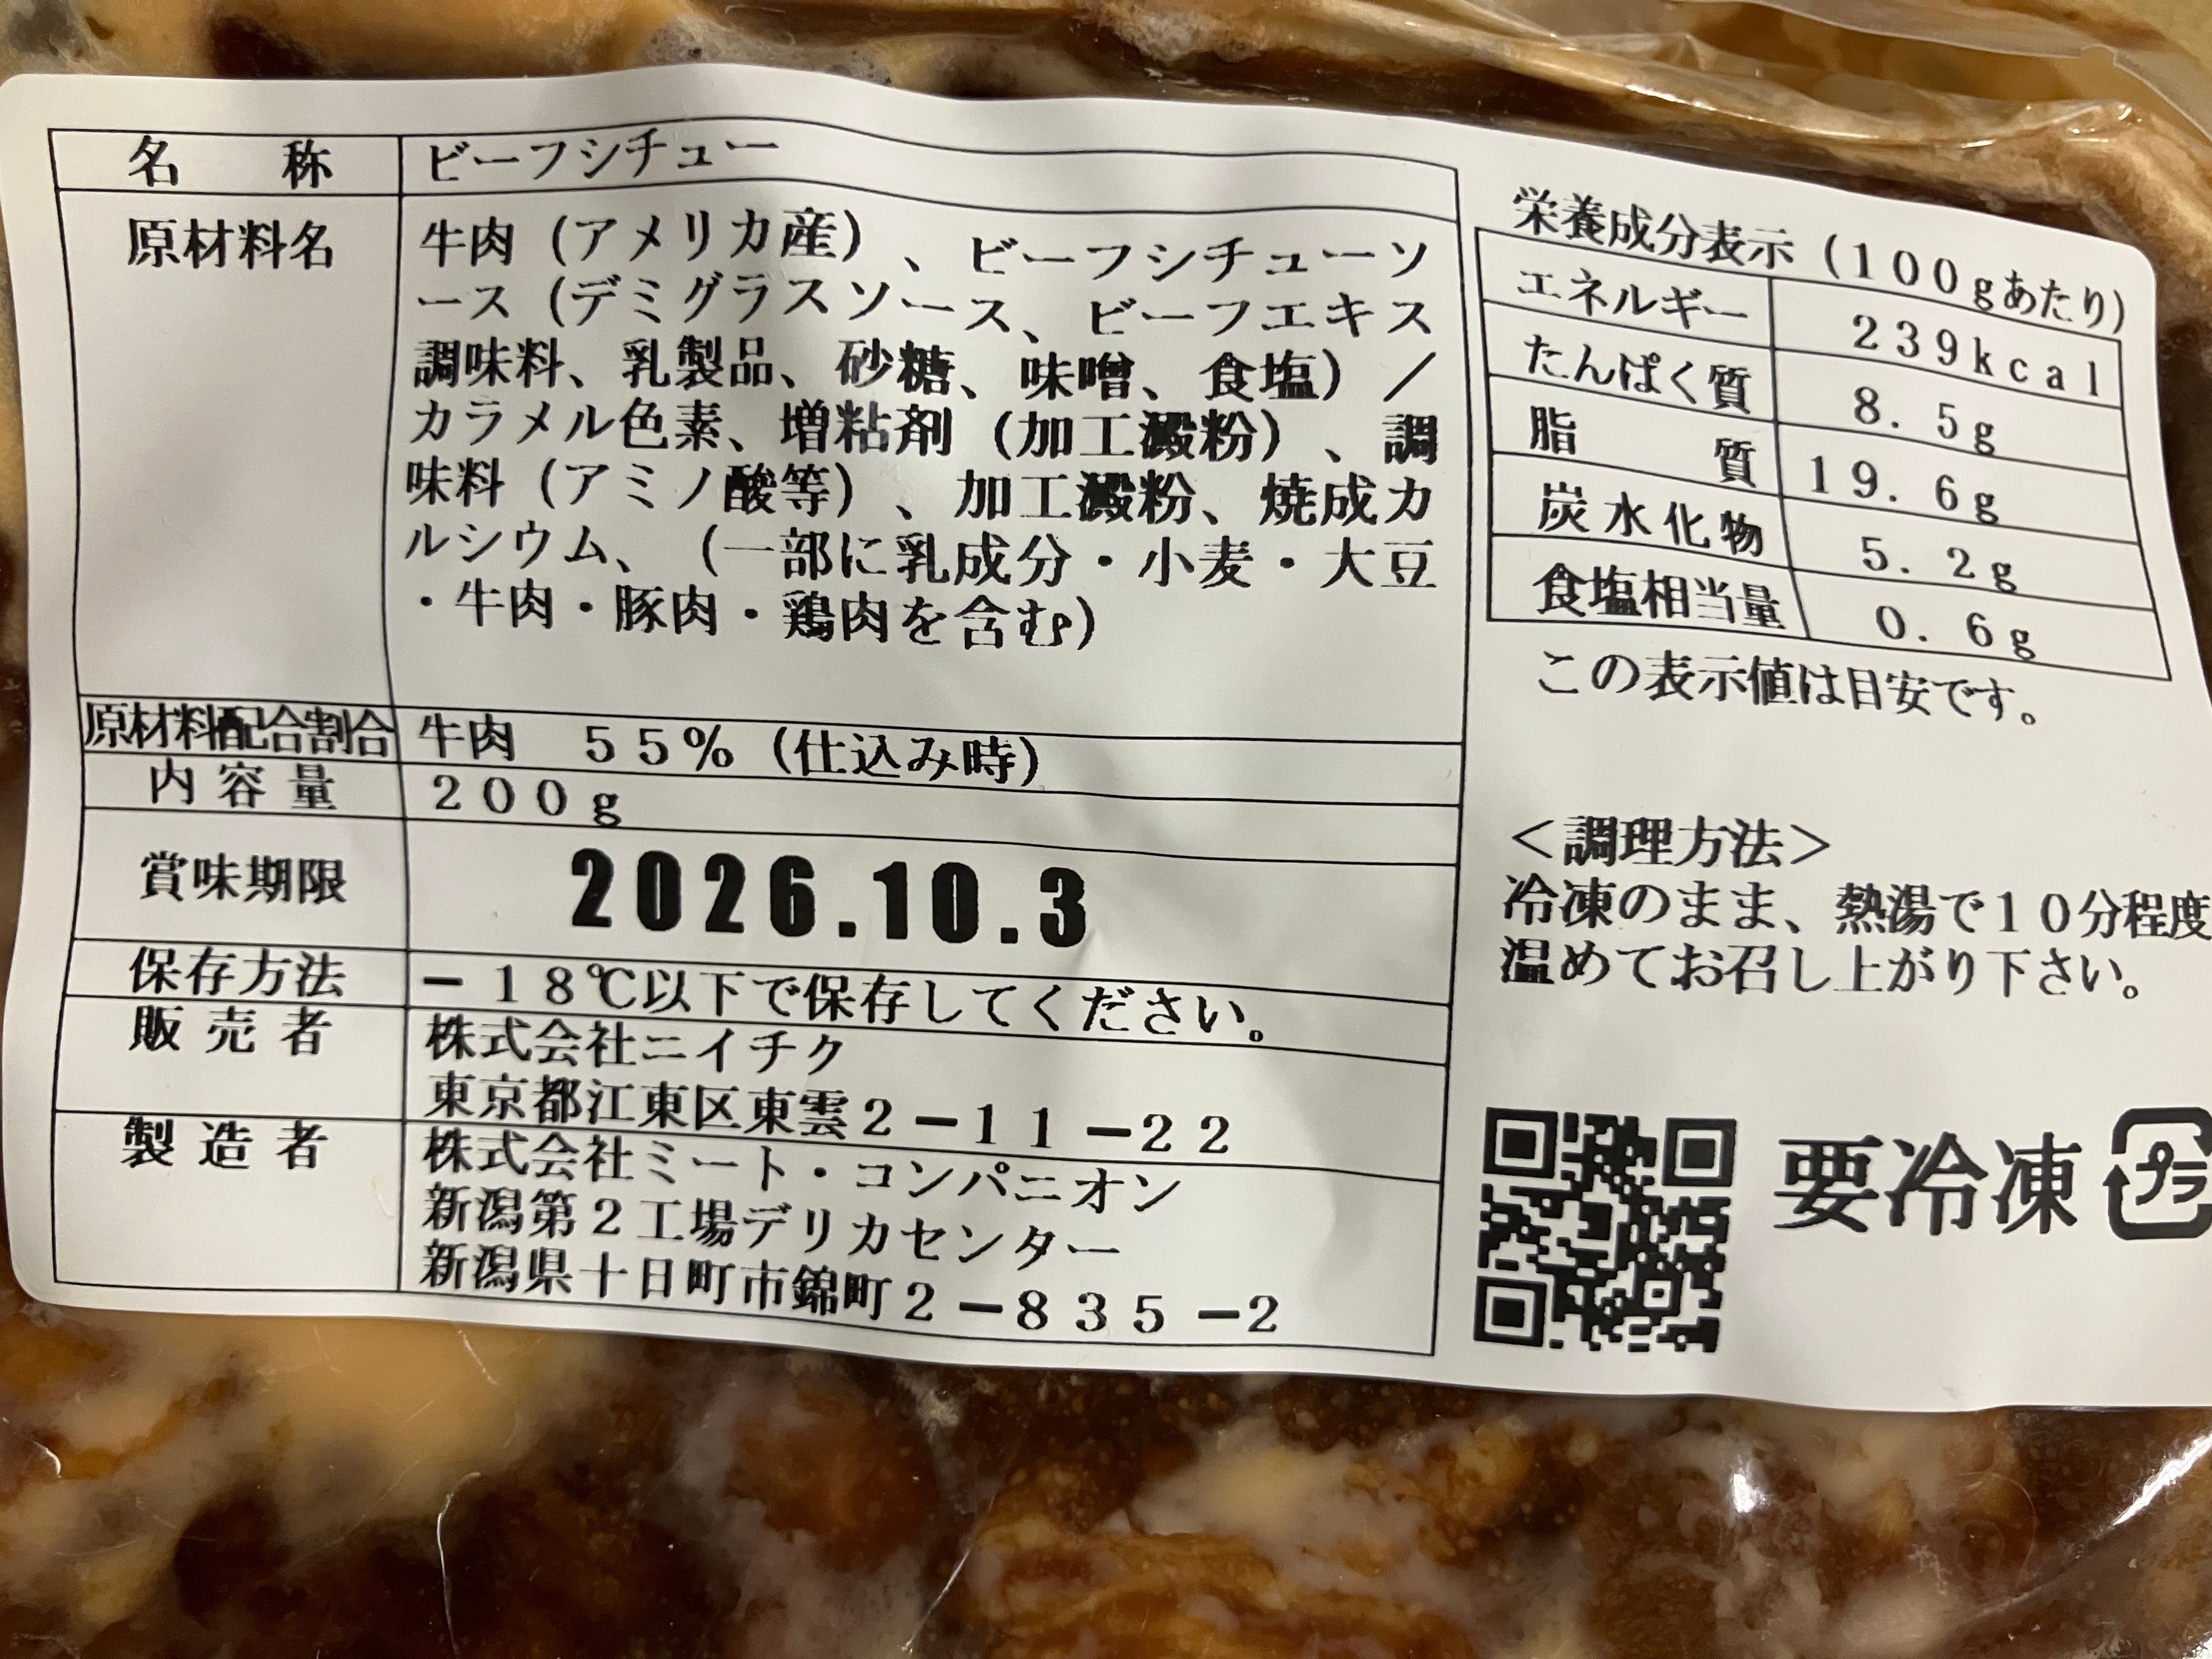 名　称　ビーフシチュー
原材料名　牛肉（アメリカ産）、ビーフシチューソ
ース（デミグラスソース、ビーフエキス
調味料、乳製品、砂糖、味噌、食塩）／
カラメル色素、増粘剤（加工澱粉）、調
味料（アミノ酸等）、加工澱粉、焼成カ
ルシウム、（一部に乳成分・小麦・大豆
・牛肉・豚肉・鶏肉を含む）
原材料配合割合　牛肉　５５％（仕込み時）
内容量　２００ｇ
賞味期限　2026.10.3
保存方法　－１８℃以下で保存してください。
販売者　株式会社ニイチク
東京都江東区東雲２－１１－２２
製造者　株式会社ミート・コンパニオン
新潟第２工場デリカセンター
新潟県十日町市錦町２－８３５－２
栄養成分表示（１００ｇあたり）
エネルギー　２３９ｋｃａｌ
たんぱく質　８．５ｇ
脂質　１９．６ｇ
炭水化物　５．２ｇ
食塩相当量　０．６ｇ
この表示値は目安です。
＜調理方法＞
冷凍のまま、熱湯で１０分程度
温めてお召し上がり下さい。
要冷凍　プラ